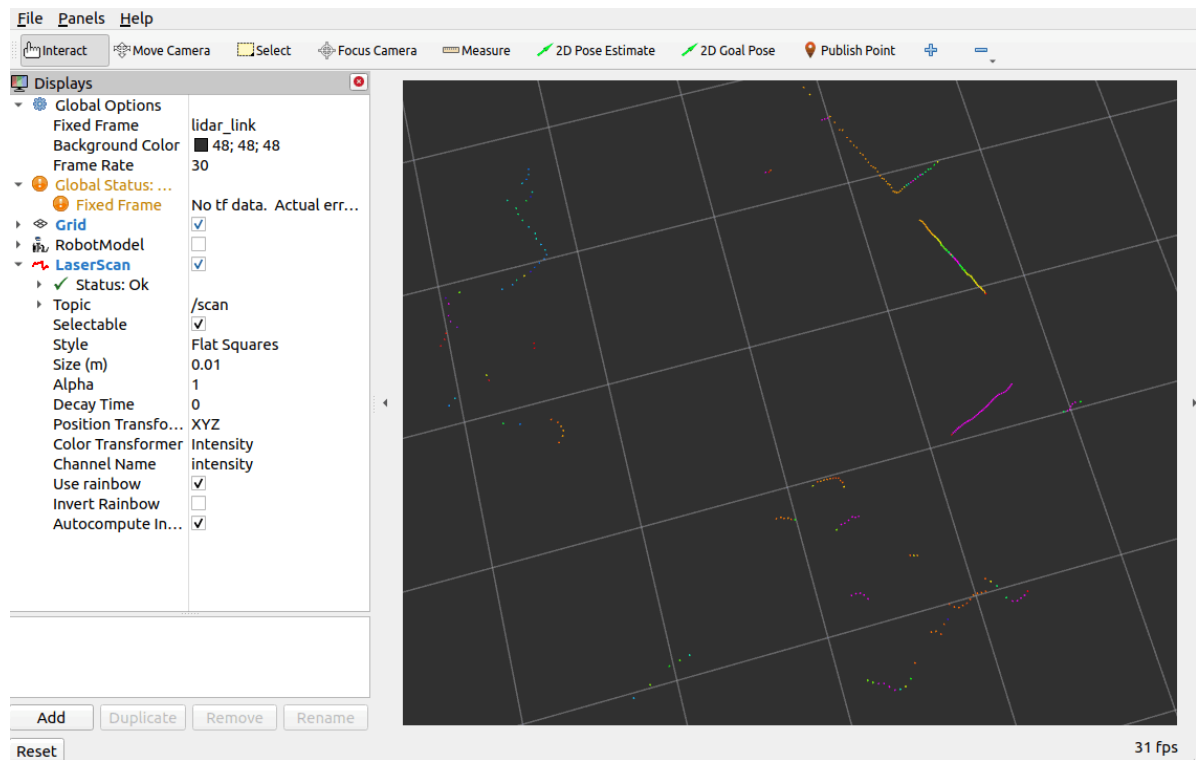 File Panels Help
Interact Move Camera Select Focus Camera Measure 2D Pose Estimate 2D Goal Pose Publish Point
Displays
Global Options
Fixed Frame lidar_link
Background Color 48; 48; 48
Frame Rate 30
Global Status: ...
Fixed Frame No tf data. Actual err...
Grid
RobotModel
LaserScan
Status: Ok
Topic /scan
Selectable
Style Flat Squares
Size (m) 0.01
Alpha 1
Decay Time 0
Position Transfo... XYZ
Color Transformer Intensity
Channel Name intensity
Use rainbow
Invert Rainbow
Autocompute In...
Add Duplicate Remove Rename
Reset 31 fps